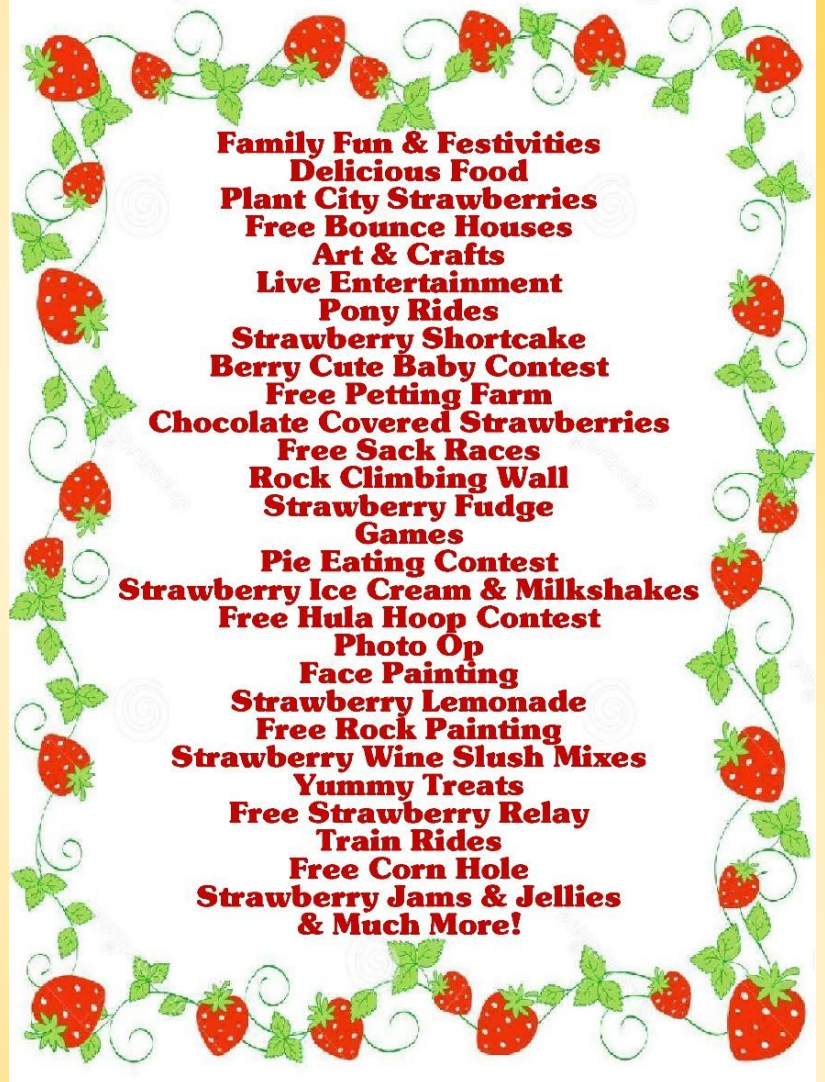 Family Fun & Festivities
Delicious Food
Plant City Strawberries
Free Bounce Houses
Art & Crafts
Live Entertainment
Pony Rides
Strawberry Shortcake
Berry Cute Baby Contest
Free Petting Farm
Chocolate Covered Strawberries
Free Sack Races
Rock Climbing Wall
Strawberry Fudge
Games
Pie Eating Contest
Strawberry Ice Cream & Milkshakes
Free Hula Hoop Contest
Photo Op
Face Painting
Strawberry Lemonade
Free Rock Painting
Strawberry Wine Slush Mixes
Yummy Treats
Free Strawberry Relay
Train Rides
Free Corn Hole
Strawberry Jams & Jellies
& Much More!